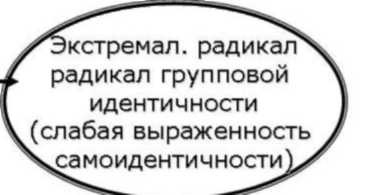 Экстремал. радикал
радикал групповой
идентичности
(слабая выраженность
самоидентичности)